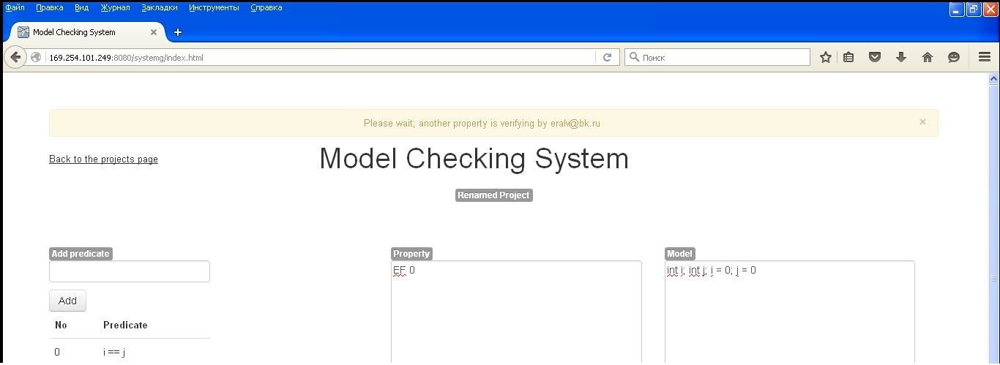 Файл Правка Вид Журнал Закладки Инструменты Справка
Model Checking System
169.254.101.249:8080/systemg/index.html
Поиск
Please wait; another property is verifying by eralv@bk.ru
Back to the projects page
Model Checking System
Renamed Project
Add predicate
Property
Model
EF 0
int i; int j; i = 0; j = 0
Add
No Predicate
0 i == j